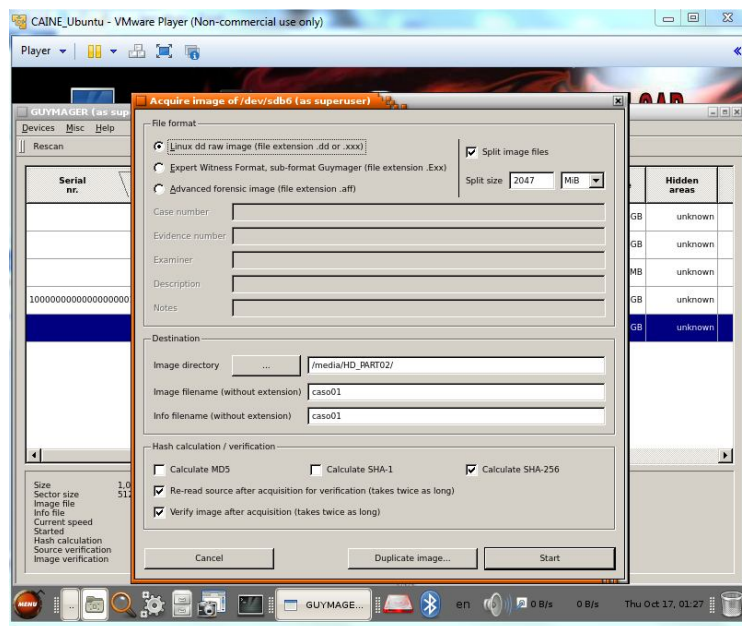 CAINE_Ubuntu - VMware Player (Non-commercial use only)
Player
Acquire image of /dev/sdb6 (as superuser)
GUYMAGER (as sup
Devices Misc Help
Rescan
File format
Linux dd raw image (file extension .dd or .xxx)
Split image files
Expert Witness Format, sub-format Guymager (file extension .Exx)
Split size 2047 MiB
Advanced forensic image (file extension .aff)
Serial nr.
Hidden areas
Case number
GB unknown
Evidence number
GB unknown
Examiner
MB unknown
Description
GB unknown
Notes
GB unknown
Destination
Image directory ... /media/HD_PART02/
Image filename (without extension) caso01
Info filename (without extension) caso01
Hash calculation / verification
Calculate MD5 Calculate SHA-1 Calculate SHA-256
Re-read source after acquisition for verification (takes twice as long)
Verify image after acquisition (takes twice as long)
Size 1,0
Sector size 512
Image file
Info file
Current speed
Started
Hash calculation
Source verification
Image verification
Cancel Duplicate image... Start
MENU .. GUYMAGE... en 0 B/s 0 B/s Thu Oct 17, 01:27